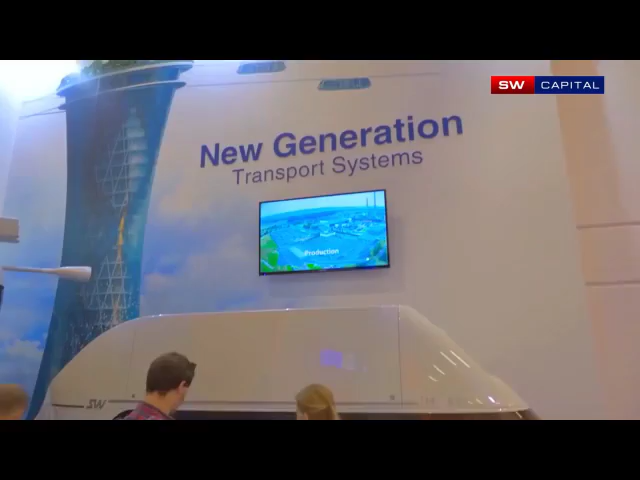 SW CAPITAL
New Generation
Transport Systems
Production
SW